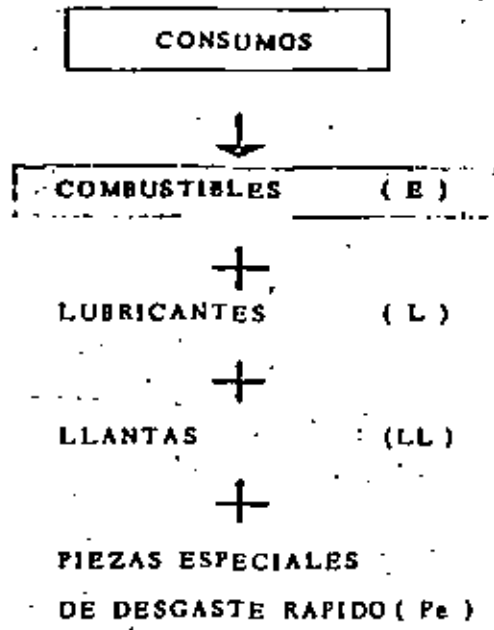 CONSUMOS
COMBUSTIBLES ( E )
+
LUBRICANTES ( L )
+
LLANTAS (LL)
+
PIEZAS ESPECIALES
DE DESGASTE RAPIDO ( Pe )